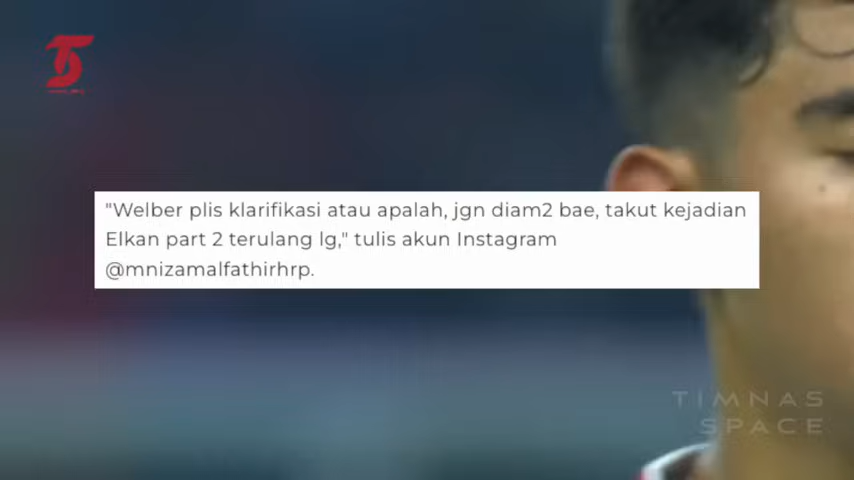 "Welber plis klarifikasi atau apalah, jgn diam2 bae, takut kejadian
Elkan part 2 terulang lg," tulis akun Instagram
@mnizamalfathirhrp.
TIMNAS
SPACE